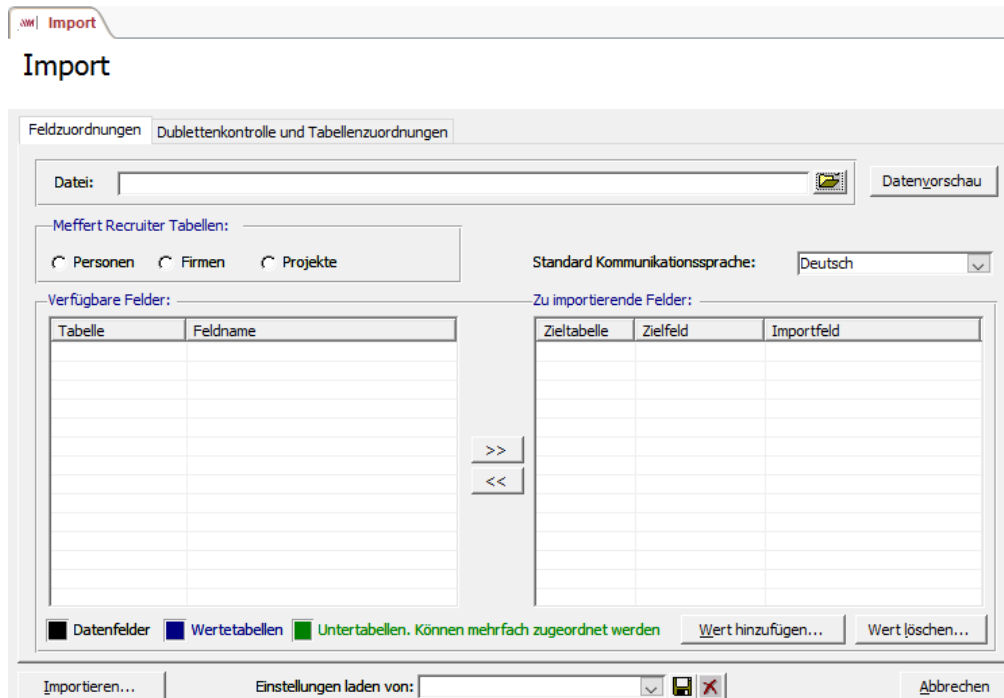 Import
Import
Feldzuordnungen Dublettenkontrolle und Tabellenzuordnungen
Datei: Datenvorschau
Meffert Recruiter Tabellen:
Personen Firmen Projekte Standard Kommunikationssprache: Deutsch
Verfügbare Felder: Zu importierende Felder:
Tabelle Feldname Zieltabelle Zielfeld Importfeld
>>
<<
Datenfelder Wertetabellen Untertabellen. Können mehrfach zugeordnet werden Wert hinzufügen... Wert löschen...
Importieren... Einstellungen laden von: Abbrechen